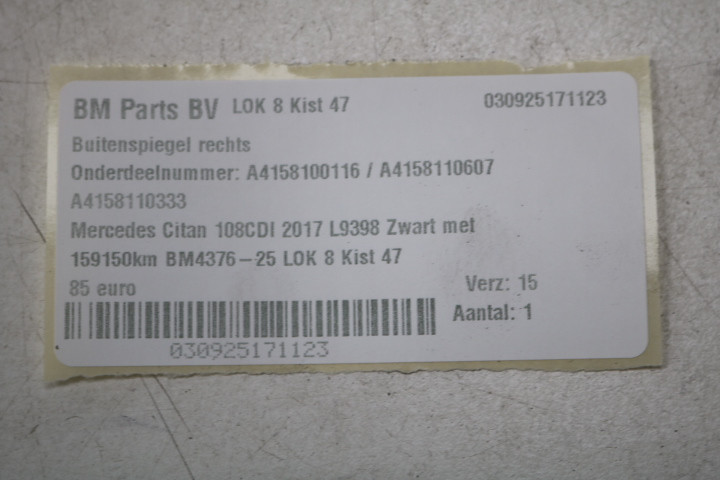 BM Parts BV LOK 8 Kist 47 030925171123
Buitenspiegel rechts
Onderdeelnummer: A4158100116 / A4158110607
A4158110333
Mercedes Citan 108CDI 2017 L9398 Zwart met
159150km BM4376-25 LOK 8 Kist 47
85 euro Verz: 15
Aantal: 1
030925171123